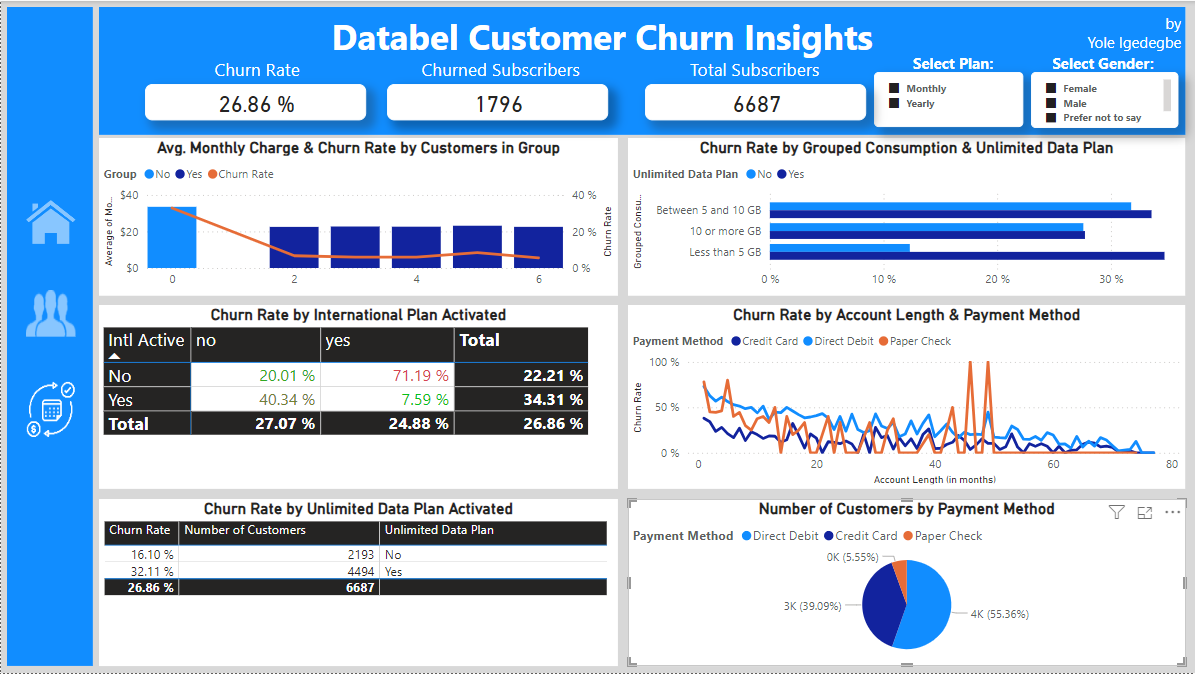 by
Databel Customer Churn Insights
Yole Igedegbe
Churn Rate
Churned Subscribers
Total Subscribers
Select Plan:
Select Gender:
26.86 %
1796
6687
Monthly
Yearly
Female
Male
Prefer not to say
Avg. Monthly Charge & Churn Rate by Customers in Group
Group No Yes Churn Rate
Average of Mo...
$40
$20
$0
40 %
20 %
0 %
Churn Rate
0 2 4 6
Churn Rate by Grouped Consumption & Unlimited Data Plan
Unlimited Data Plan No Yes
Grouped Consu...
Between 5 and 10 GB
10 or more GB
Less than 5 GB
0 % 10 % 20 % 30 %
Churn Rate by International Plan Activated
Intl Active no yes Total
No 20.01 % 71.19 % 22.21 %
Yes 40.34 % 7.59 % 34.31 %
Total 27.07 % 24.88 % 26.86 %
Churn Rate by Account Length & Payment Method
Payment Method Credit Card Direct Debit Paper Check
Churn Rate
100 %
50 %
0 %
0 20 40 60 80
Account Length (in months)
Churn Rate by Unlimited Data Plan Activated
Churn Rate Number of Customers Unlimited Data Plan
16.10 % 2193 No
32.11 % 4494 Yes
26.86 % 6687
Number of Customers by Payment Method
Payment Method Direct Debit Credit Card Paper Check
0K (5.55%)
3K (39.09%)
4K (55.36%)